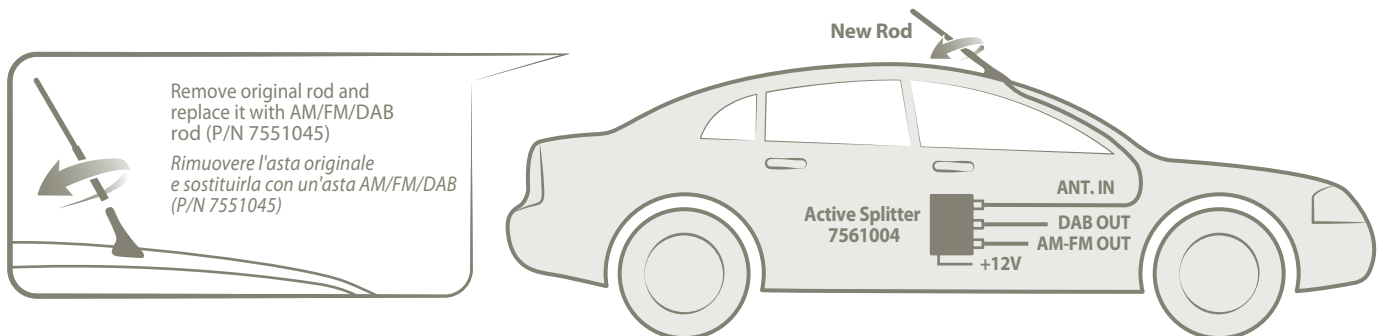 Remove original rod and
replace it with AM/FM/DAB
rod (P/N 7551045)
Rimuovere l'asta originale
e sostituirla con un'asta AM/FM/DAB
(P/N 7551045)
New Rod
Active Splitter
7561004
ANT. IN
DAB OUT
AM-FM OUT
+12V